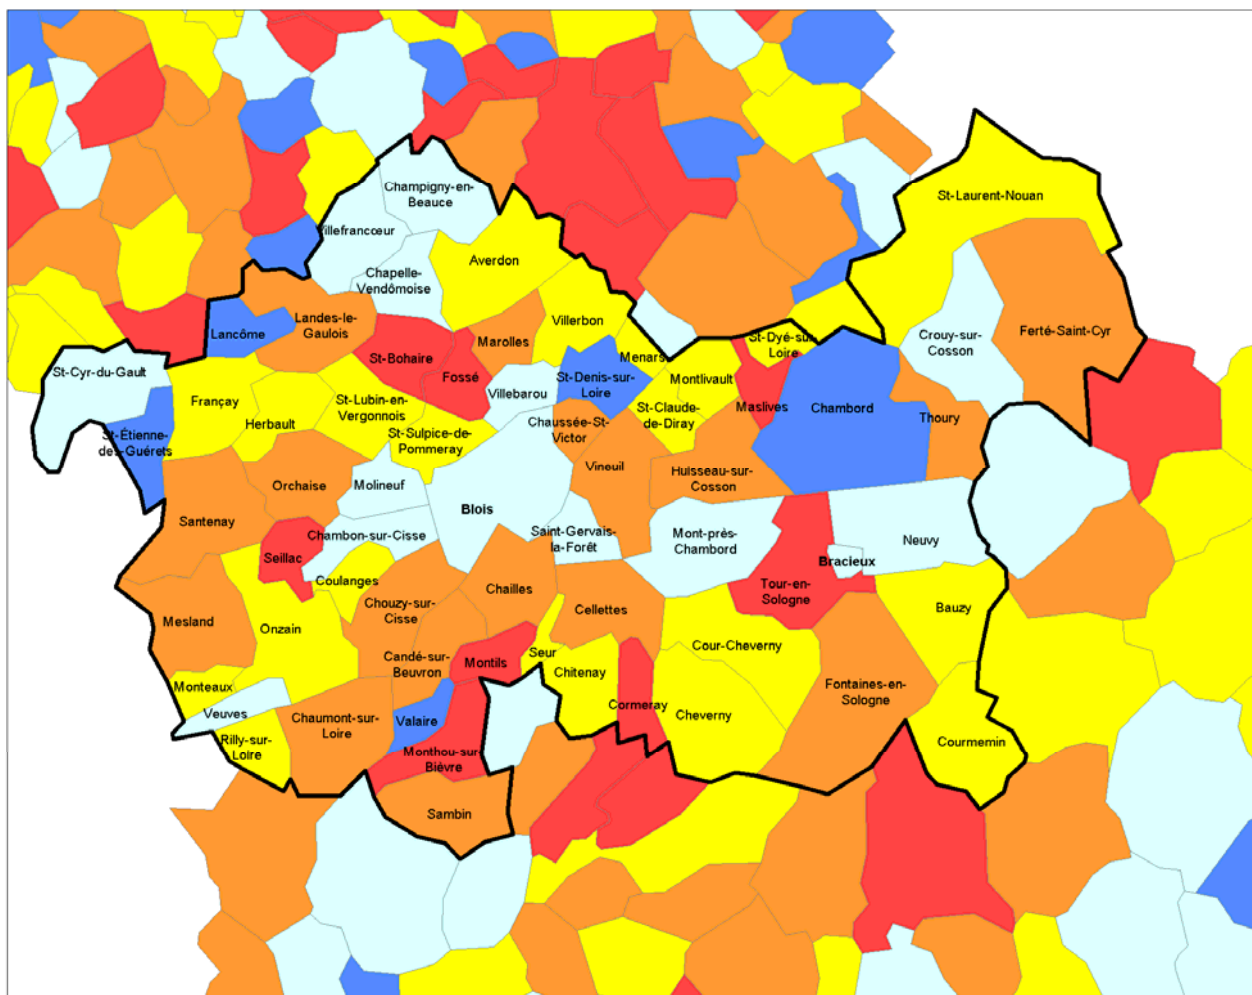 St-Laurent-Nouan
Champigny-en-
Beauce
Villefrancœur
Averdon
Chapelle-
Vendômoise
Lancôme
Landes-le-
Gaulois
Villerbon
Marolles
St-Bohaire
Fossé
Menars
St-Dyé-sur-
Loire
Crouy-sur-
Cosson
Ferté-Saint-Cyr
St-Cyr-du-Gault
Françay
Herbault
St-Lubin-en-
Vergonnois
Villebarou
St-Denis-sur-
Loire
Montlivault
Maslives
Chambord
Thoury
St-Étienne-
des-Guérets
St-Sulpice-de-
Pommeray
Chaussée-St-
Victor
St-Claude-
de-Diray
Vineuil
Huisseau-sur-
Cosson
Orchaise
Molineuf
Santenay
Blois
Chambon-sur-Cisse
Saint-Gervais-
la-Forêt
Mont-près-
Chambord
Neuvy
Bracieux
Seillac
Coulanges
Tour-en-
Sologne
Chailles
Chouzy-sur-
Cisse
Cellettes
Bauzy
Mesland
Onzain
Candé-sur-
Beuvron
Montils
Seur
Chitenay
Cour-Cheverny
Fontaines-en-
Sologne
Monteaux
Veuves
Cormeray
Cheverny
Chaumont-sur-
Loire
Valaire
Rilly-sur-
Loire
Monthou-sur-
Bièvre
Courmemin
Sambin